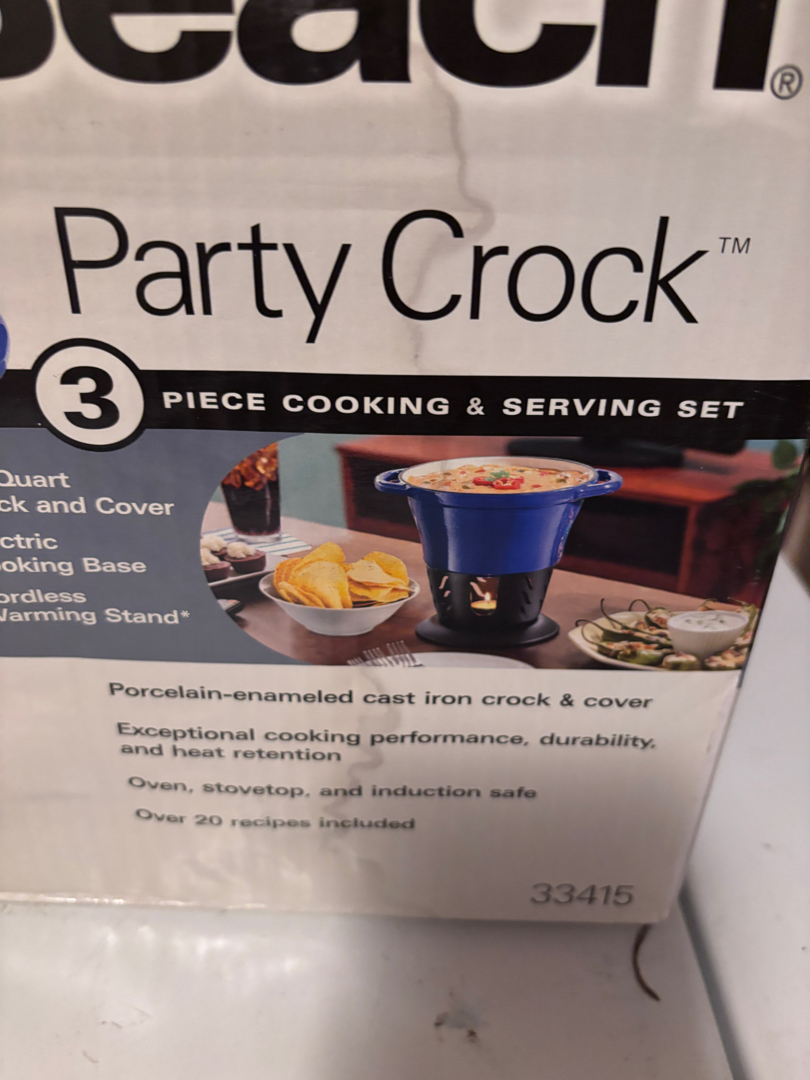 Beach®
Party Crock™
3 PIECE COOKING & SERVING SET
Quart
ck and Cover
ctric
oking Base
ordless
Warming Stand*
Porcelain-enameled cast iron crock & cover
Exceptional cooking performance, durability,
and heat retention
Oven, stovetop, and induction safe
Over 20 recipes included
33415